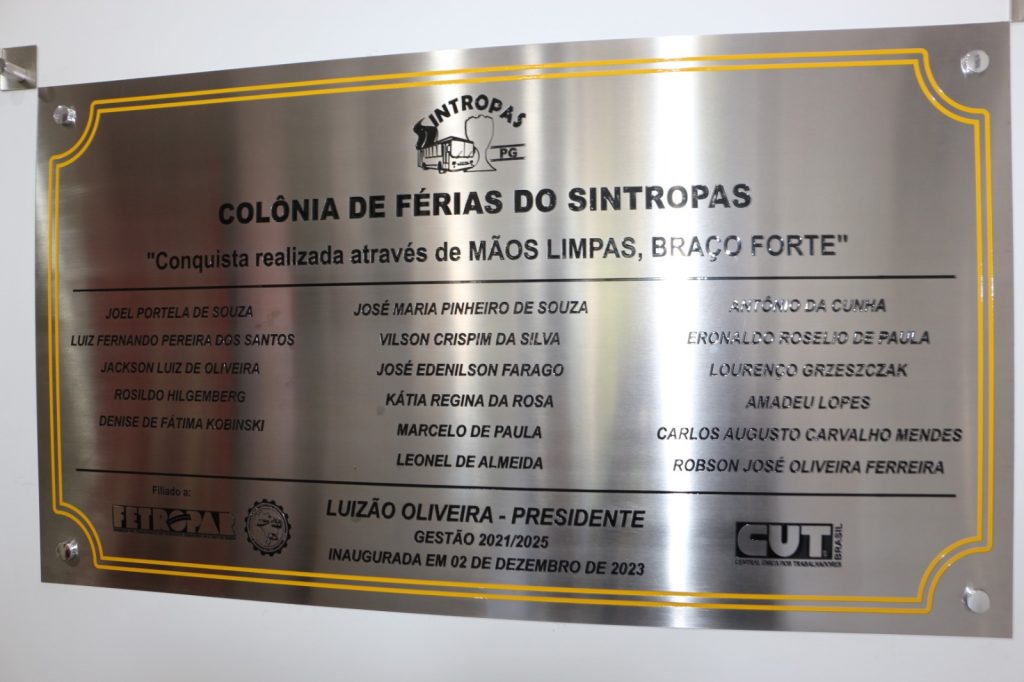 SINTROPAS
PG
COLÔNIA DE FÉRIAS DO SINTROPAS
"Conquista realizada através de MÃOS LIMPAS, BRAÇO FORTE"
JOEL PORTELA DE SOUZA
LUIZ FERNANDO PEREIRA DOS SANTOS
JACKSON LUIZ DE OLIVEIRA
ROSILDO HILGEMBERG
DENISE DE FÁTIMA KOBINSKI
JOSÉ MARIA PINHEIRO DE SOUZA
VILSON CRISPIM DA SILVA
JOSÉ EDENILSON FARAGO
KÁTIA REGINA DA ROSA
MARCELO DE PAULA
LEONEL DE ALMEIDA
ANTÔNIO DA CUNHA
ERONALDO ROSELIO DE PAULA
LOURENÇO GRZESZCZAK
AMADEU LOPES
CARLOS AUGUSTO CARVALHO MENDES
ROBSON JOSÉ OLIVEIRA FERREIRA
Filiado a:
FETROPAR
LUIZÃO OLIVEIRA - PRESIDENTE
GESTÃO 2021/2025
INAUGURADA EM 02 DE DEZEMBRO DE 2023
CUT
BRASIL
CENTRAL ÚNICA DOS TRABALHADORES